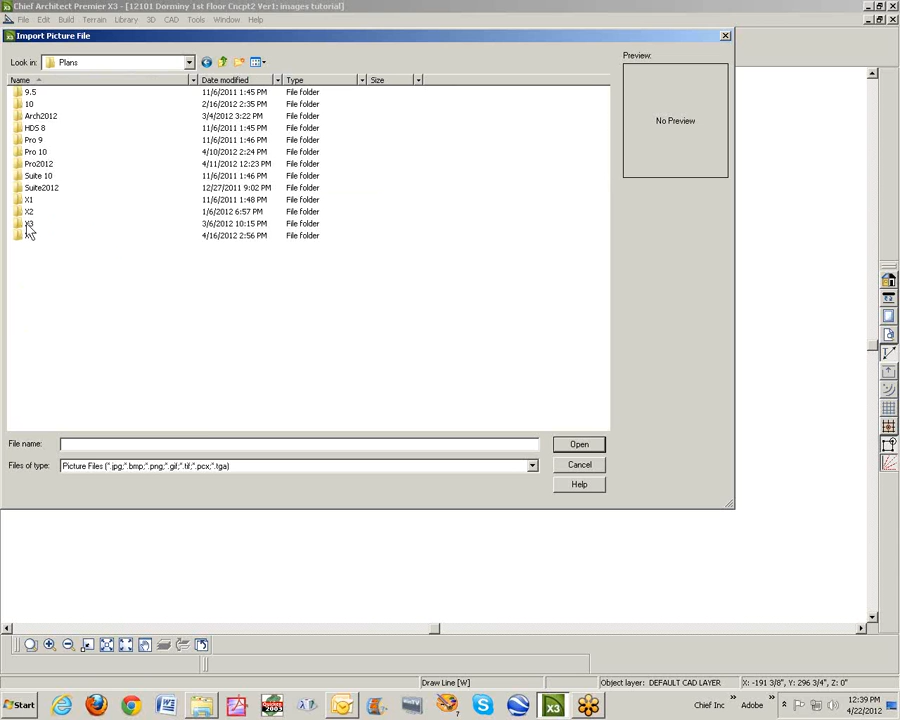 Chief Architect Premier X3 - [12101 Dorminy 1st Floor Cncpt2 Ver1: images tutorial]
File Edit Build Terrain Library 3D CAD Tools Window Help
Import Picture File
Look in: Plans
Preview:
Name Date modified Type Size
9.5 11/6/2011 1:45 PM File folder
10 2/16/2012 2:35 PM File folder
Arch2012 3/4/2012 3:22 PM File folder
No Preview
HDS 8 11/6/2011 1:45 PM File folder
Pro 9 11/6/2011 1:46 PM File folder
Pro 10 4/10/2012 2:24 PM File folder
Pro2012 4/11/2012 12:23 PM File folder
Suite 10 11/6/2011 1:46 PM File folder
Suite2012 12/27/2011 9:02 PM File folder
X1 11/6/2011 1:48 PM File folder
X2 1/6/2012 6:57 PM File folder
X3 3/6/2012 10:15 PM File folder
4/16/2012 2:56 PM File folder
File name: Open
Files of type: Picture Files (*.jpg;*.bmp;*.png;*.gif;*.tif;*.pcx;*.tga) Cancel
Help
Draw Line [W] Object layer: DEFAULT CAD LAYER X: -191 3/8", Y: 296 3/4", Z: 0"
Start X3 Chief Inc » Adobe » 12:39 PM
4/22/2012